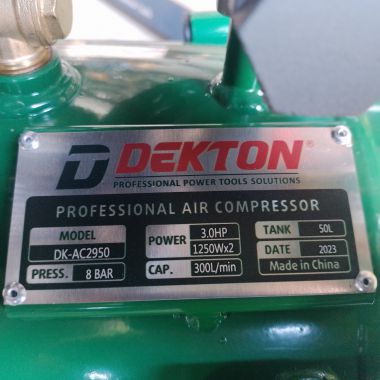 DEKTON®
PROFESSIONAL POWER TOOLS SOLUTIONS
PROFESSIONAL AIR COMPRESSOR
MODEL DK-AC2950
POWER 3.0HP 1250Wx2
TANK 50L
DATE 2023
PRESS. 8 BAR
CAP. 300L/min
Made in China